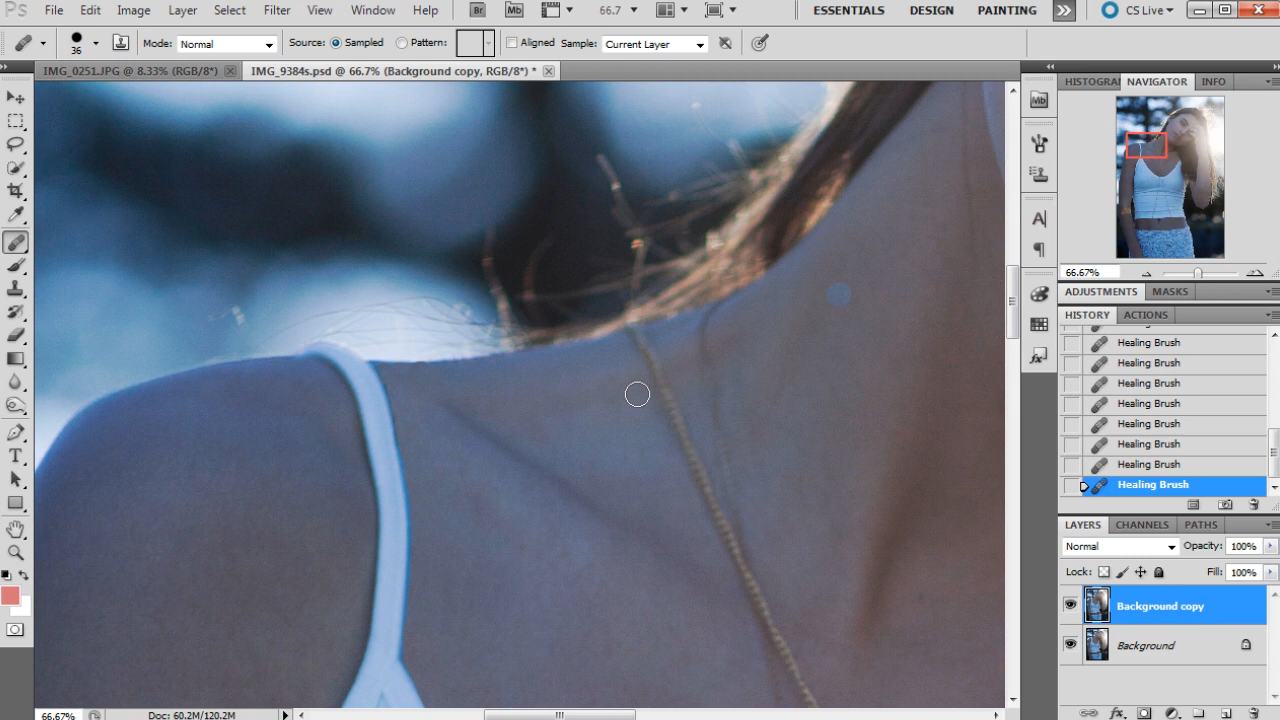 Ps File Edit Image Layer Select Filter View Window Help Br Mb 66.7 ESSENTIALS DESIGN PAINTING CS Live
36 Mode: Normal Source: Sampled Pattern: Aligned Sample: Current Layer
IMG_0251.JPG @ 8.33% (RGB/8*) IMG_9384s.psd @ 66.7% (Background copy, RGB/8*) *
HISTOGRA NAVIGATOR INFO
Mb
66.67%
ADJUSTMENTS MASKS
HISTORY ACTIONS
Healing Brush
Healing Brush
Healing Brush
Healing Brush
Healing Brush
Healing Brush
Healing Brush
Healing Brush
LAYERS CHANNELS PATHS
Normal Opacity: 100%
Lock: Fill: 100%
Background copy
Background
66.67% Doc: 60.2M/120.2M